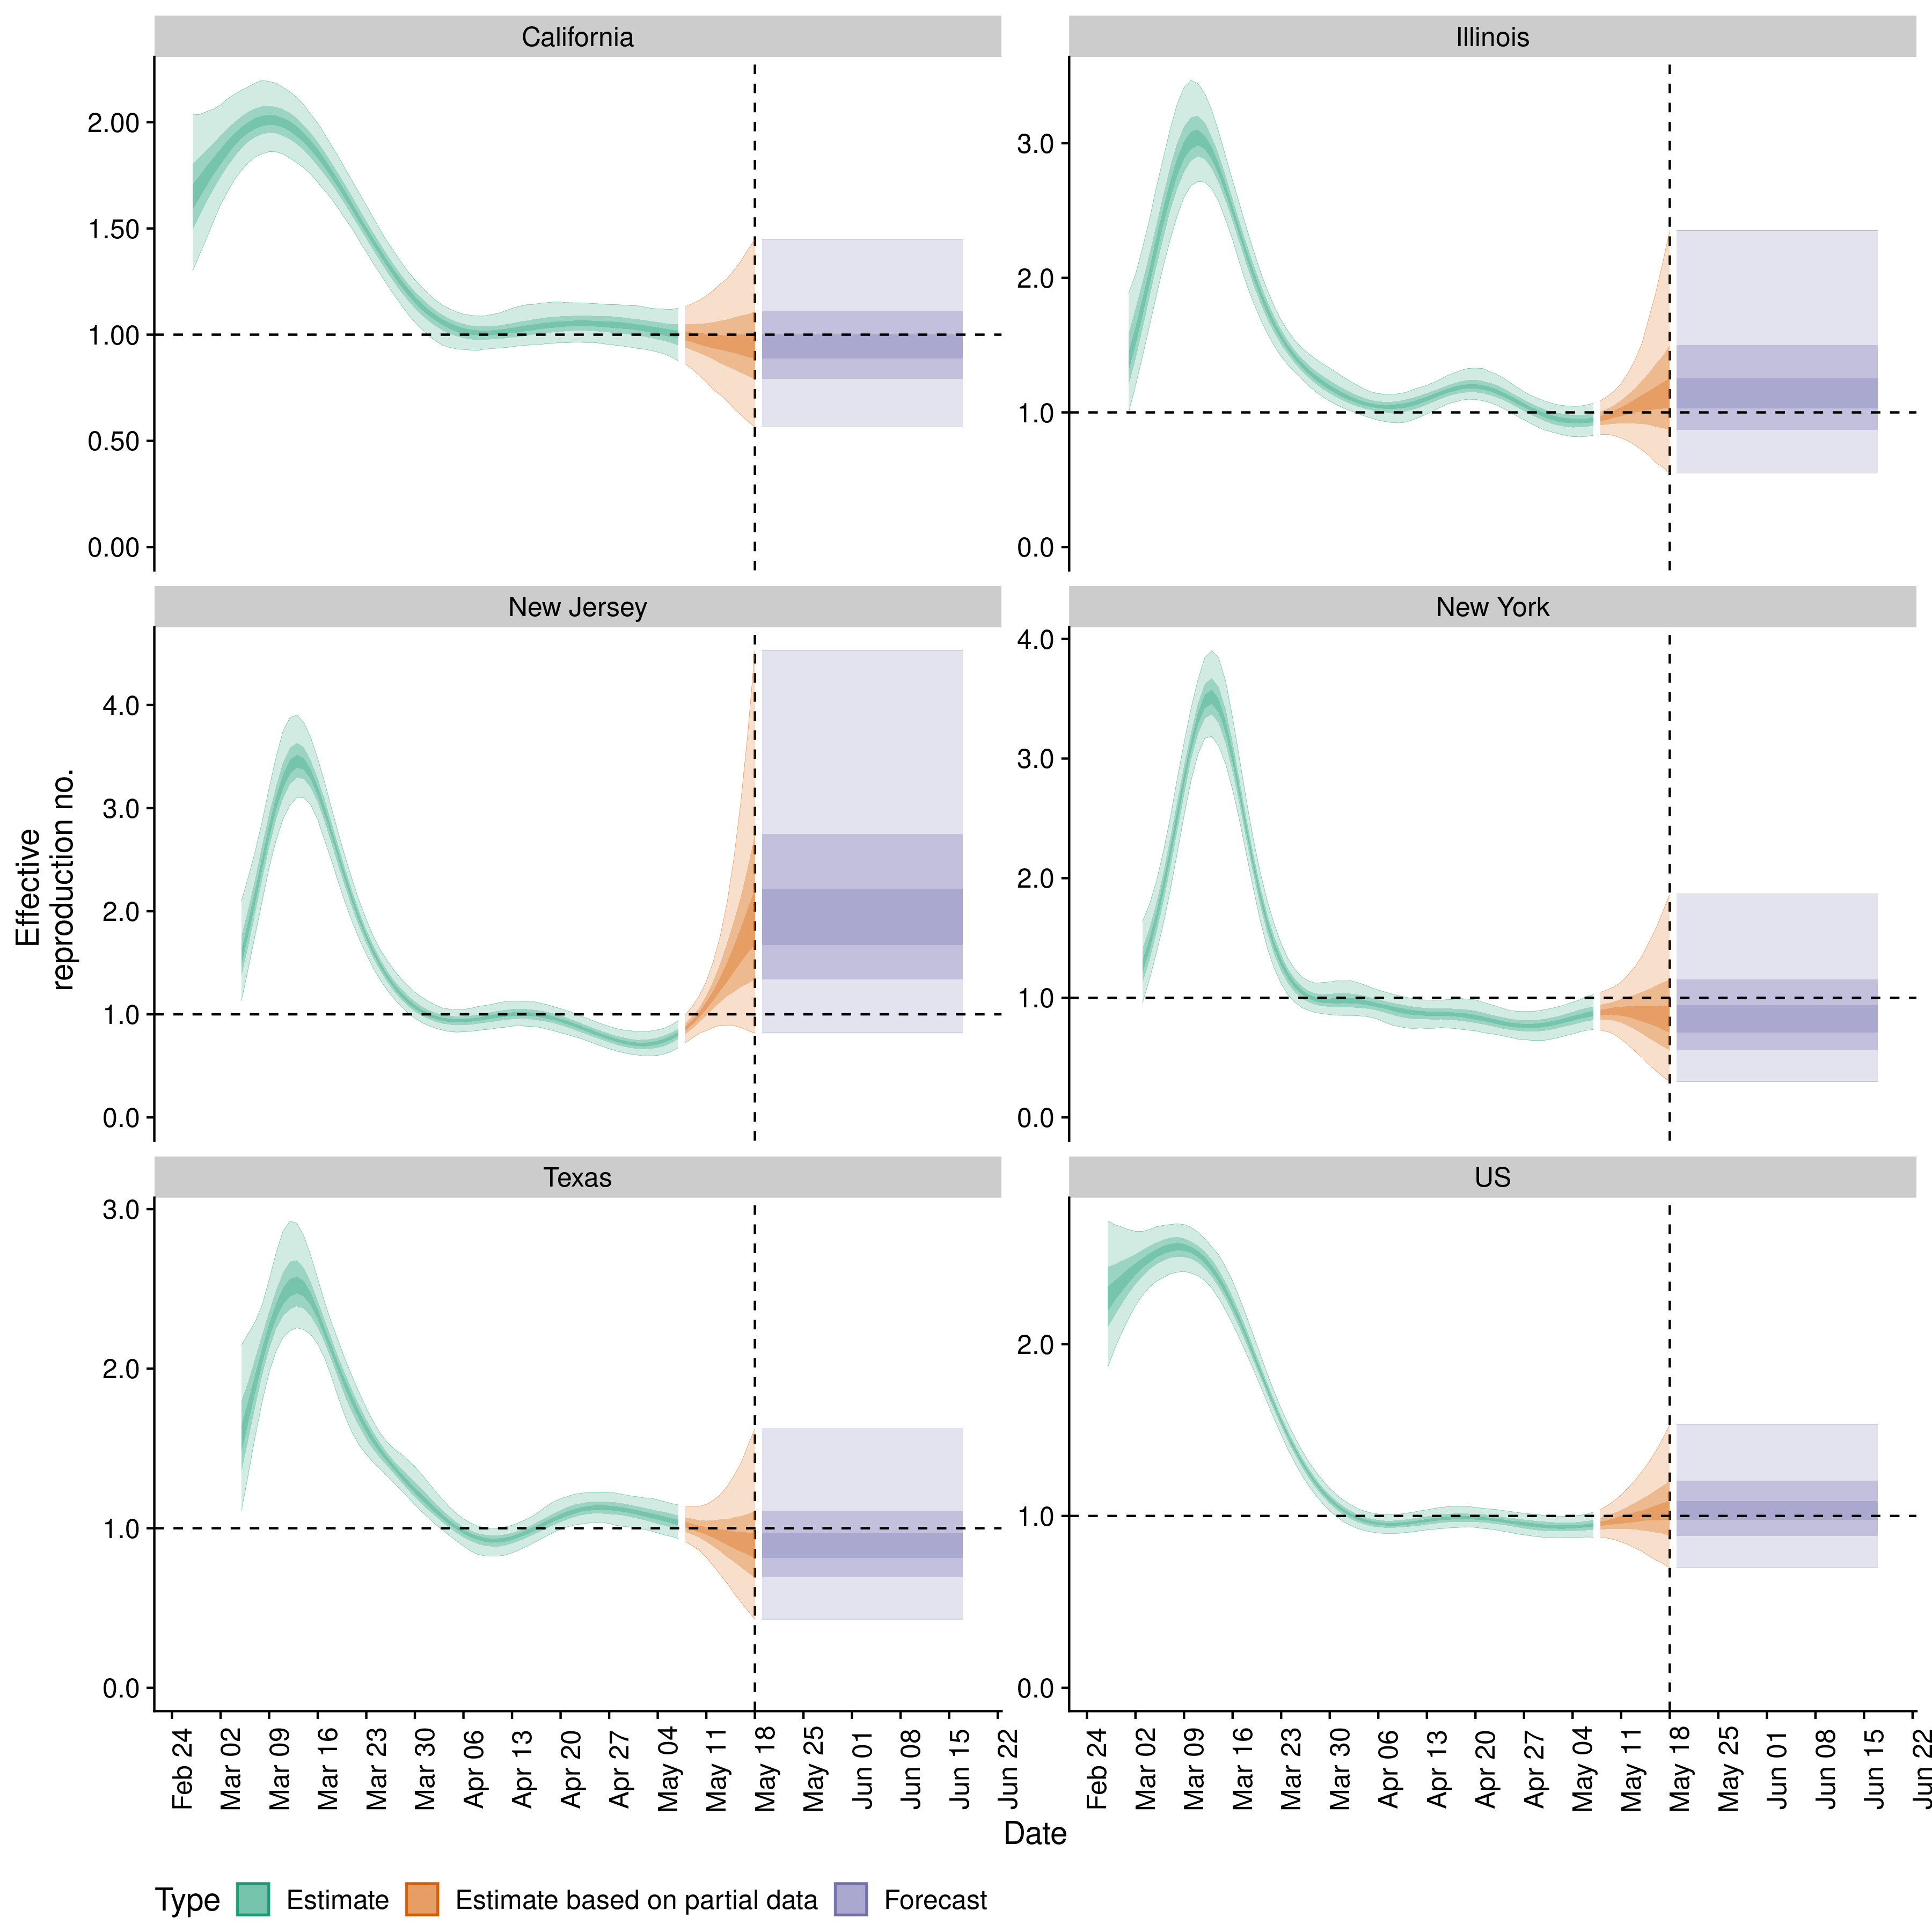 California
Illinois
2.00
1.50
1.00
0.50
0.00
3.0
2.0
1.0
0.0
New Jersey
New York
4.0
3.0
2.0
1.0
0.0
4.0
3.0
2.0
1.0
0.0
Effective
reproduction no.
Texas
US
3.0
2.0
1.0
0.0
2.0
1.0
0.0
Feb 24
Mar 02
Mar 09
Mar 16
Mar 23
Mar 30
Apr 06
Apr 13
Apr 20
Apr 27
May 04
May 11
May 18
May 25
Jun 01
Jun 08
Jun 15
Jun 22
Feb 24
Mar 02
Mar 09
Mar 16
Mar 23
Mar 30
Apr 06
Apr 13
Apr 20
Apr 27
May 04
May 11
May 18
May 25
Jun 01
Jun 08
Jun 15
Jun 22
Date
Type Estimate Estimate based on partial data Forecast